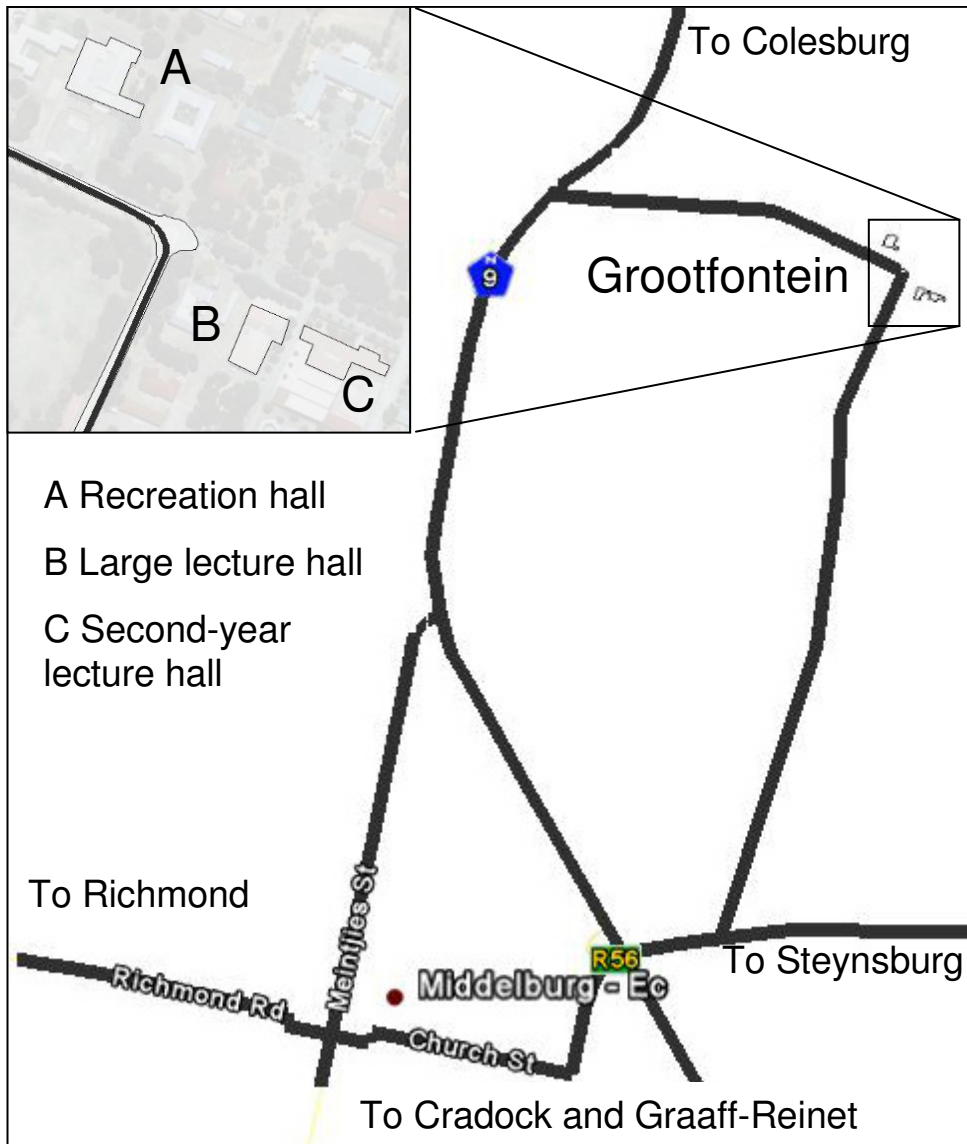 A
To Colesburg
N
9
Grootfontein
B
C
A Recreation hall
B Large lecture hall
C Second-year
lecture hall
To Richmond
Meintjies St
R56
To Steynsburg
Richmond Rd
Middelburg - Ec
Church St
To Cradock and Graaff-Reinet